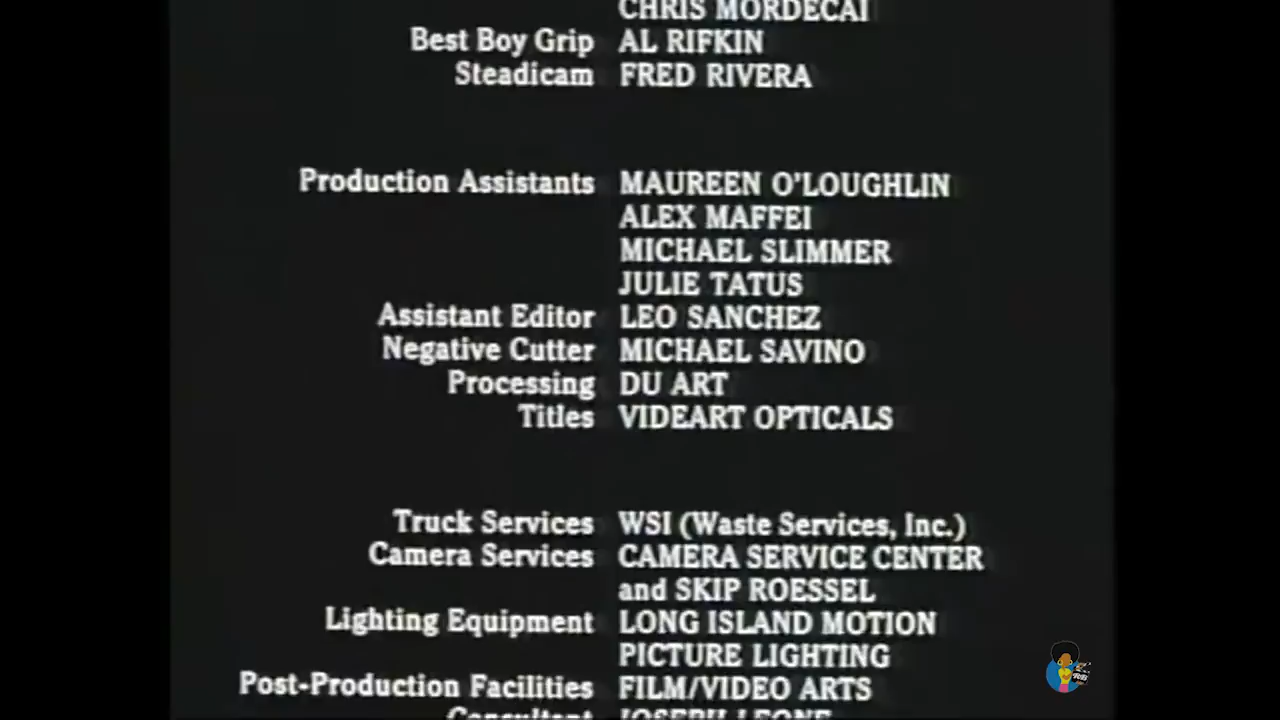 CHRIS MORDECAI
Best Boy Grip AL RIFKIN
Steadicam FRED RIVERA
Production Assistants MAUREEN O'LOUGHLIN
ALEX MAFFEI
MICHAEL SLIMMER
JULIE TATUS
Assistant Editor LEO SANCHEZ
Negative Cutter MICHAEL SAVINO
Processing DU ART
Titles VIDEART OPTICALS
Truck Services WSI (Waste Services, Inc.)
Camera Services CAMERA SERVICE CENTER
and SKIP ROESSEL
Lighting Equipment LONG ISLAND MOTION
PICTURE LIGHTING
Post-Production Facilities FILM/VIDEO ARTS
Consultant JOSEPH LEONE